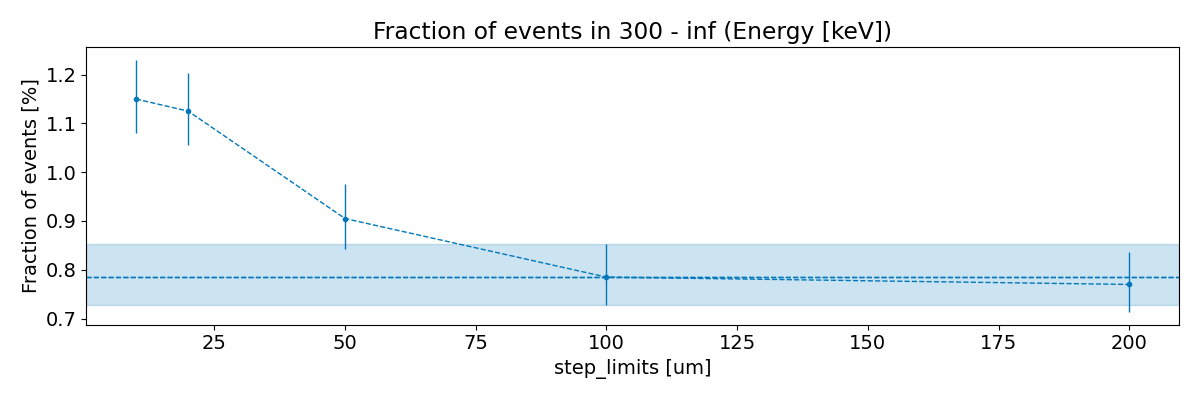 Fraction of events in 300 - inf (Energy [keV])
Fraction of events [%]
1.2
1.1
1.0
0.9
0.8
0.7
25 50 75 100 125 150 175 200
step_limits [um]